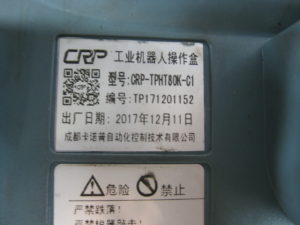 CRP 工业机器人操作盒
型号:CRP-TPHT80K-C1
编号:TP171201152
出厂日期:2017年12月11日
成都卡诺普自动化控制技术有限公司
危险 禁止
严禁跌落!